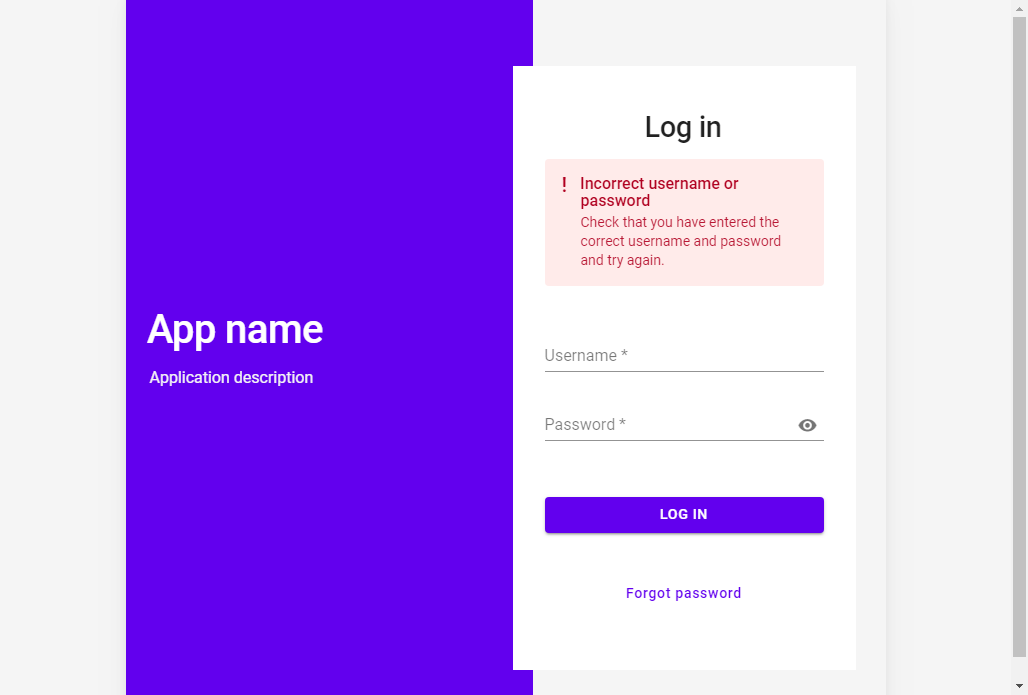 App name
Application description
Log in
! Incorrect username or
password
Check that you have entered the
correct username and password
and try again.
Username *
Password *
LOG IN
Forgot password